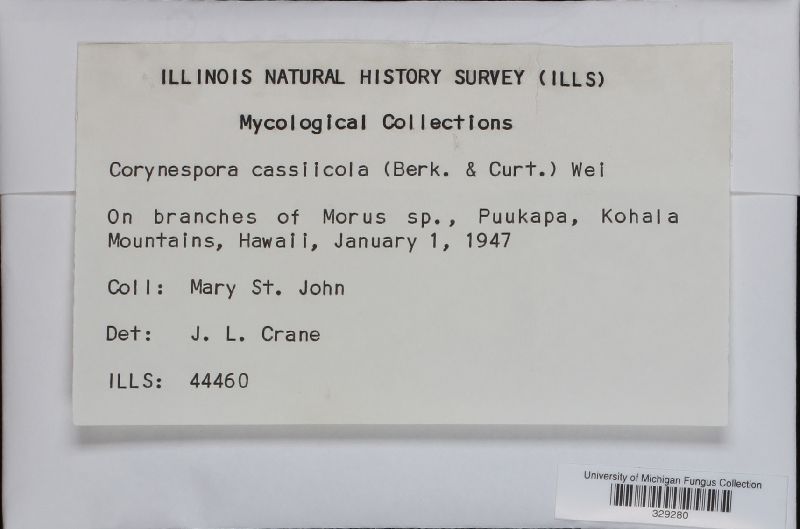 ILLINOIS NATURAL HISTORY SURVEY (ILLS)
Mycological Collections
Corynespora cassiicola (Berk. & Curt.) Wei
On branches of Morus sp., Puukapa, Kohala
Mountains, Hawaii, January 1, 1947
Coll: Mary St. John
Det: J. L. Crane
ILLS: 44460
University of Michigan Fungus Collection
329280